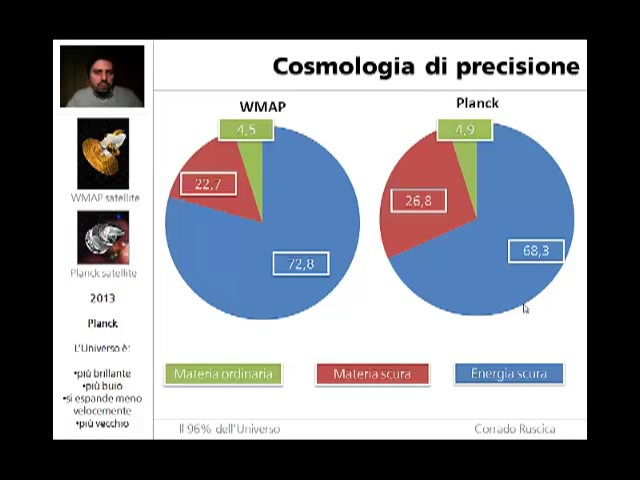 Cosmologia di precisione
WMAP
Planck
4,5
4,9
22,7
26,8
72,8
68,3
WMAP satellite
Planck satellite
2013
Planck
L'Universo è:
•più brillante
•più buio
•si espande meno
velocemente
•più vecchio
Materia ordinaria
Materia scura
Energia scura
Il 96% dell'Universo
Corrado Ruscica